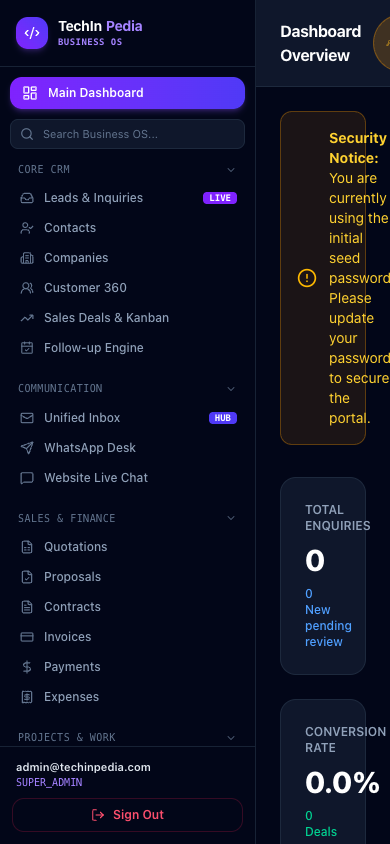 TechIn Pedia
BUSINESS OS
Main Dashboard
Search Business OS...
CORE CRM
Leads & Inquiries LIVE
Contacts
Companies
Customer 360
Sales Deals & Kanban
Follow-up Engine
COMMUNICATION
Unified Inbox HUB
WhatsApp Desk
Website Live Chat
SALES & FINANCE
Quotations
Proposals
Contracts
Invoices
Payments
Expenses
PROJECTS & WORK
admin@techinpedia.com
SUPER_ADMIN
Sign Out
Dashboard
Overview
Security
Notice:
You are
currently
using the
initial
seed
password
Please
update
your
password
to secure
the
portal.
TOTAL
ENQUIRIES
0
0
New
pending
review
CONVERSION
RATE
0.0%
0
Deals